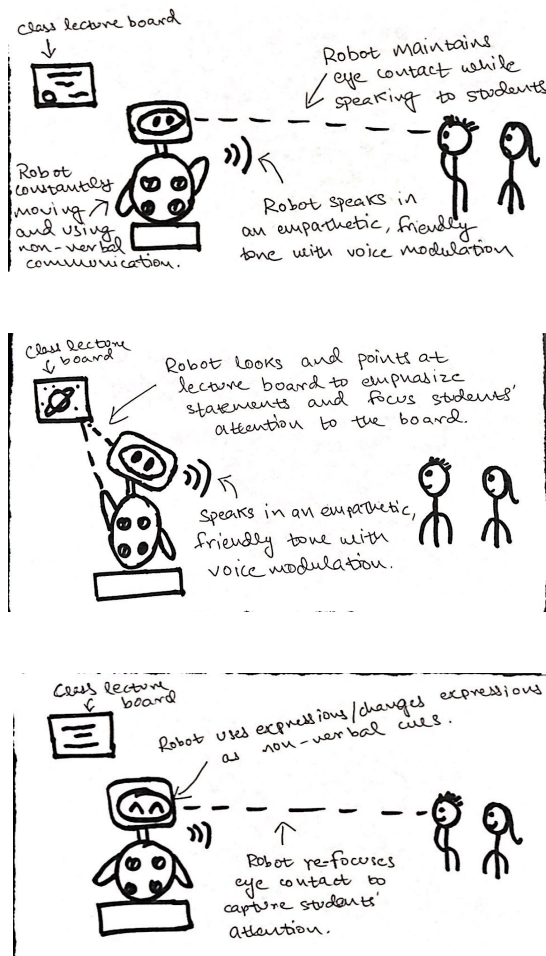 Class lecture board
Robot maintains
eye contact while
speaking to students
Robot
constantly
moving
and using
non-verbal
communication.
Robot speaks in
an empathetic, friendly
tone with voice modulation
Class lecture
board
Robot looks and points at
lecture board to emphasize
statements and focus students'
attention to the board.
Speaks in an empathetic,
friendly tone with
voice modulation.
Class lecture
board
Robot uses expressions/changes expressions
as non-verbal cues.
Robot re-focuses
eye contact to
capture students'
attention.